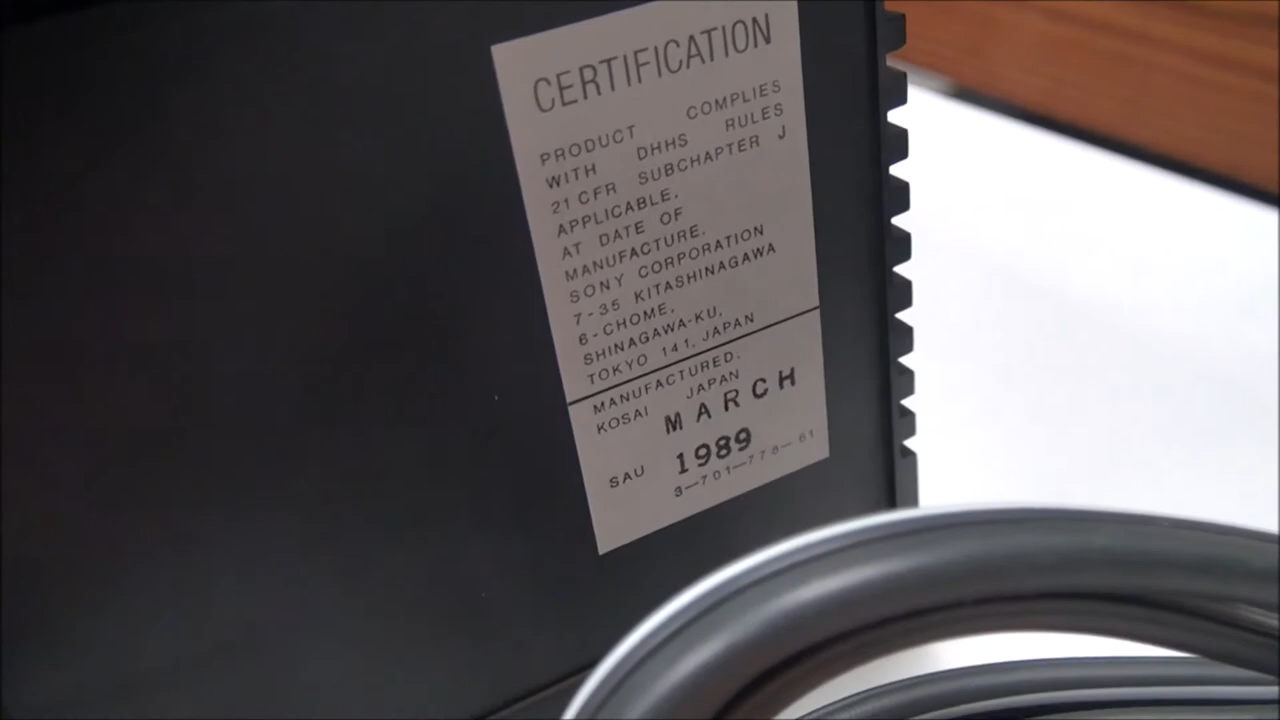 CERTIFICATION
PRODUCT COMPLIES
WITH DHHS RULES
21 CFR SUBCHAPTER J
APPLICABLE,
AT DATE OF
MANUFACTURE.
SONY CORPORATION
7-35 KITASHINAGAWA
6-CHOME,
SHINAGAWA-KU,
TOKYO 141, JAPAN
MANUFACTURED:
KOSAI JAPAN
MARCH
SAU 1989
3-701-778-61